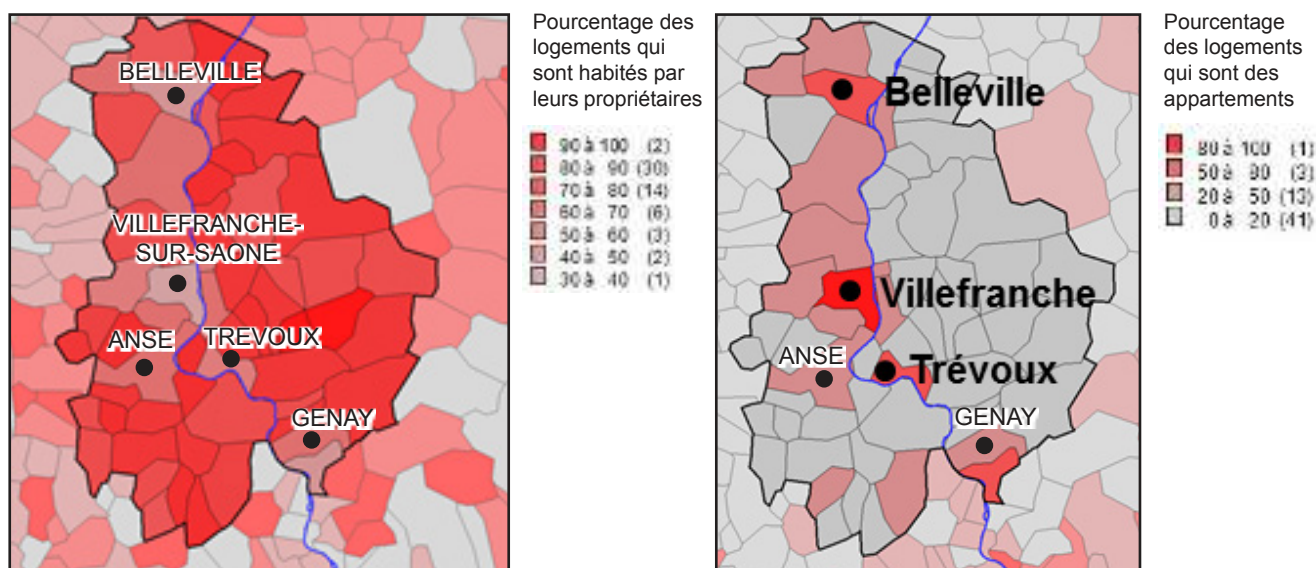 BELLEVILLE
VILLEFRANCHE-
SUR-SAONE
ANSE
TREVOUX
GENAY
Pourcentage des
logements qui
sont habités par
leurs propriétaires
90 à 100 (2)
80 à 90 (30)
70 à 80 (14)
60 à 70 (6)
50 à 60 (3)
40 à 50 (2)
30 à 40 (1)
Belleville
Villefranche
ANSE
Trévoux
GENAY
Pourcentage
des logements
qui sont des
appartements
80 à 100 (1)
50 à 80 (3)
20 à 50 (13)
0 à 20 (41)